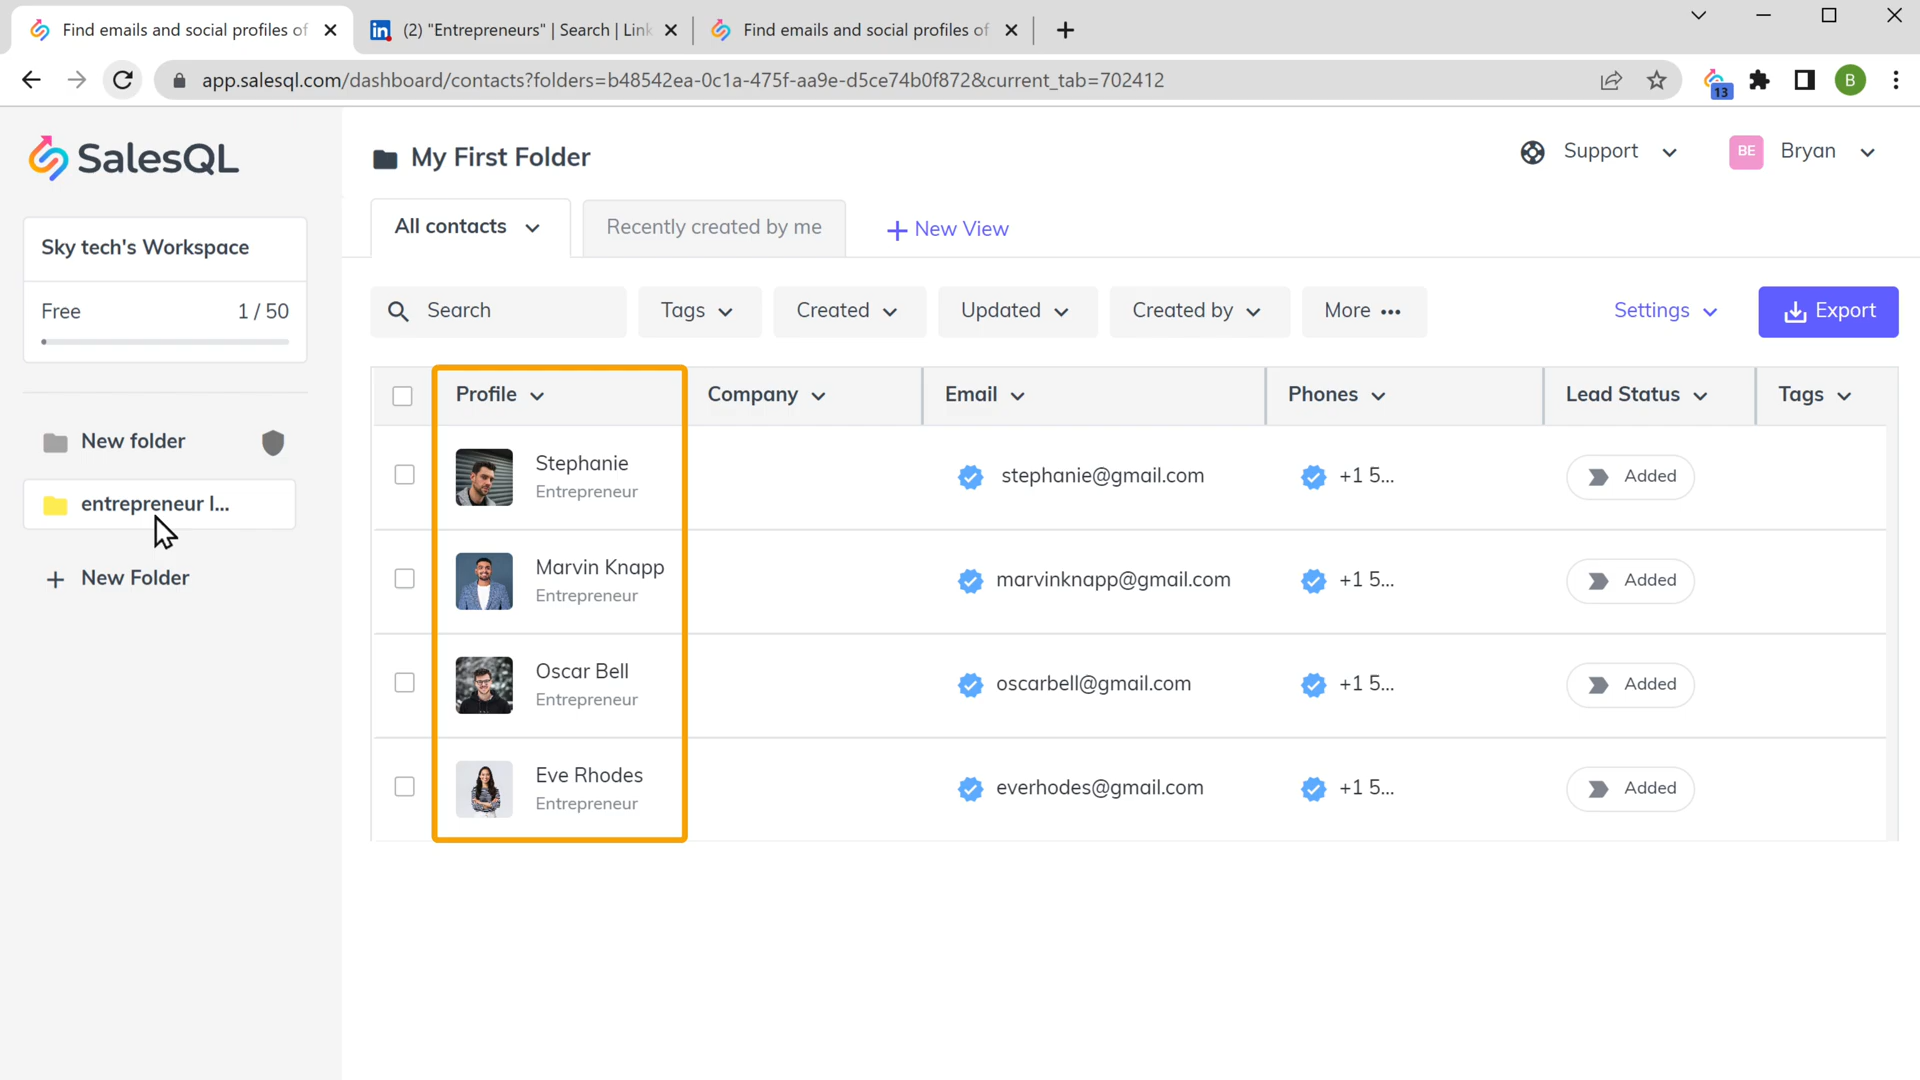 Find emails and social profiles of
(2) "Entrepreneurs" | Search | Link
Find emails and social profiles of
app.salesql.com/dashboard/contacts?folders=b48542ea-0c1a-475f-aa9e-d5ce74b0f872&current_tab=702412
13
B
SalesQL
My First Folder
Support
BE
Bryan
Sky tech's Workspace
Free 1 / 50
All contacts
Recently created by me
+ New View
Search
Tags
Created
Updated
Created by
More •••
Settings
Export
New folder
entrepreneur l...
+ New Folder
Profile Company Email Phones Lead Status Tags
Stephanie
Entrepreneur
stephanie@gmail.com
+1 5...
Added
Marvin Knapp
Entrepreneur
marvinknapp@gmail.com
+1 5...
Added
Oscar Bell
Entrepreneur
oscarbell@gmail.com
+1 5...
Added
Eve Rhodes
Entrepreneur
everhodes@gmail.com
+1 5...
Added